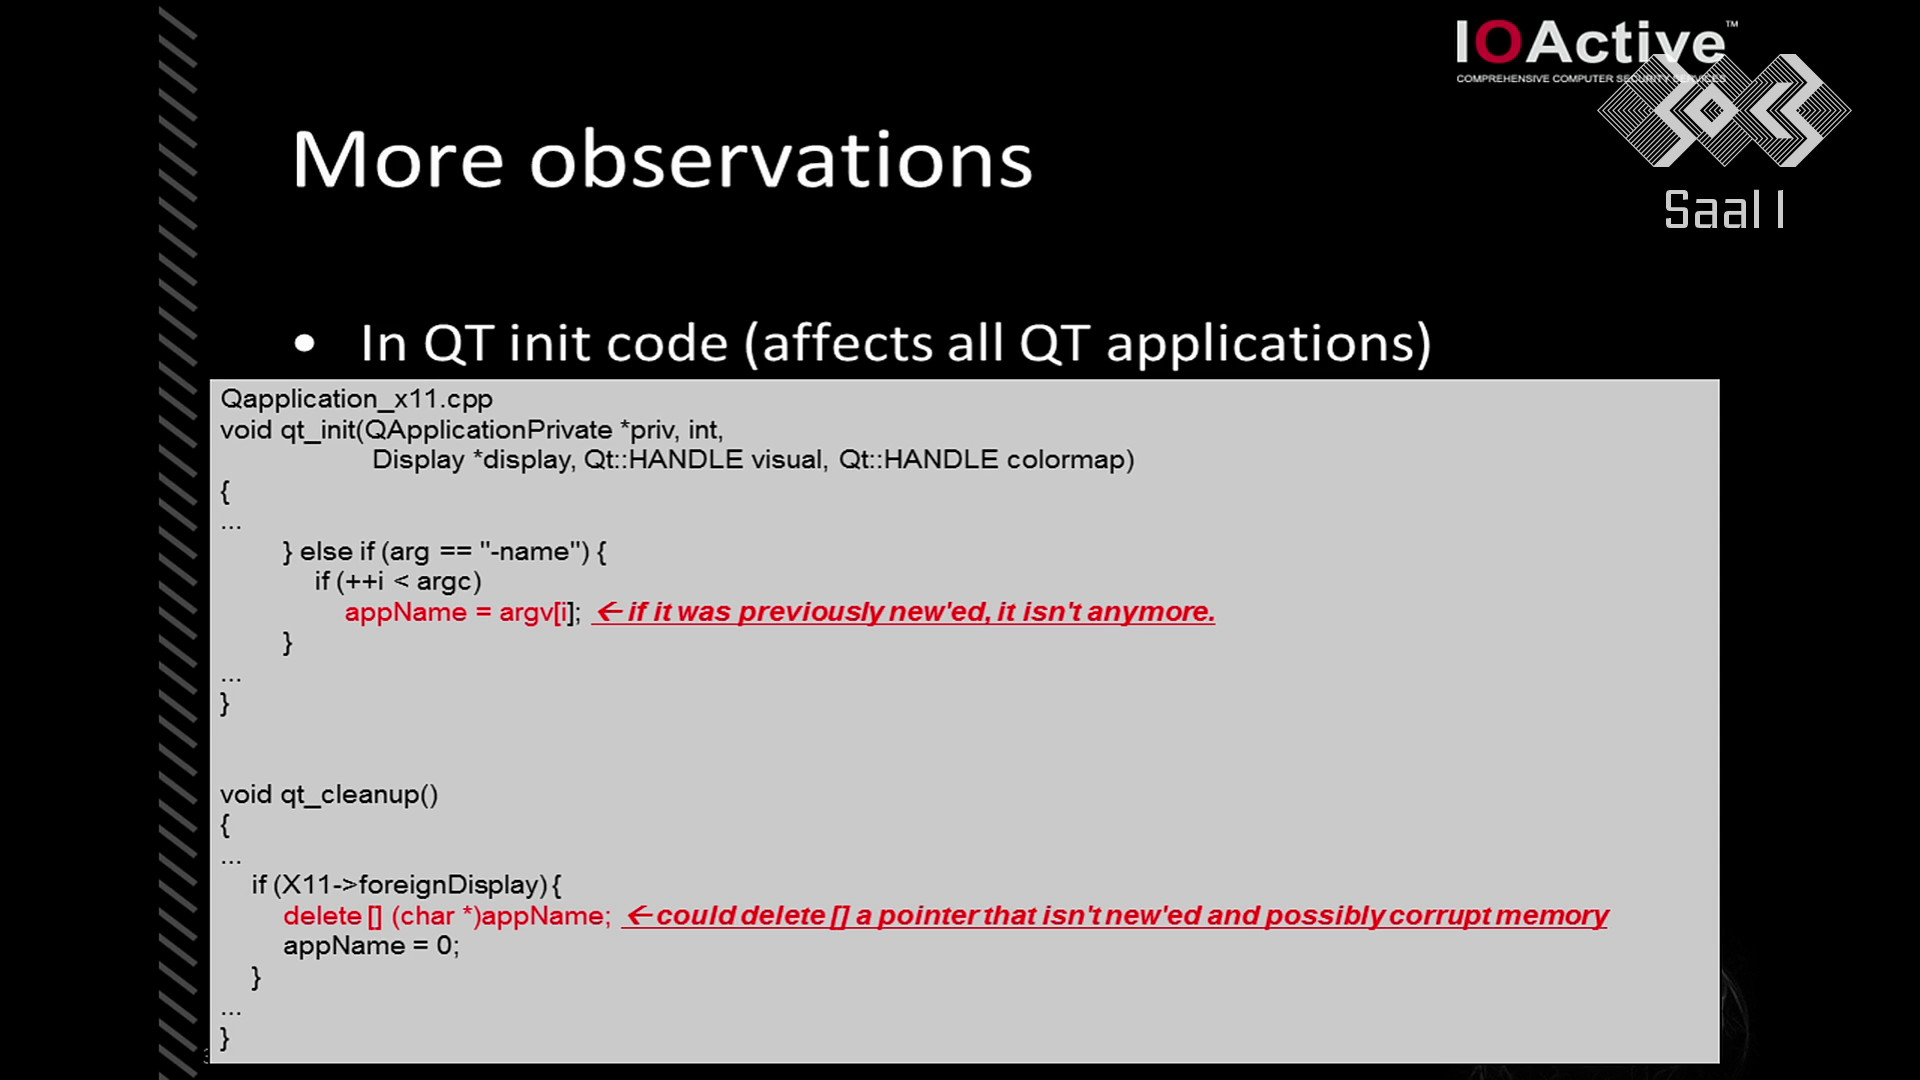 IOActive™
COMPREHENSIVE COMPUTER SECURITY SERVICES
Saal 1
More observations
• In QT init code (affects all QT applications)
Qapplication_x11.cpp
void qt_init(QApplicationPrivate *priv, int,
Display *display, Qt::HANDLE visual, Qt::HANDLE colormap)
{
...
} else if (arg == "-name") {
if (++i < argc)
appName = argv[i]; ← if it was previously new'ed, it isn't anymore.
}
...
}
void qt_cleanup()
{
...
if (X11->foreignDisplay) {
delete [] (char *)appName; ← could delete [] a pointer that isn't new'ed and possibly corrupt memory
appName = 0;
}
...
}